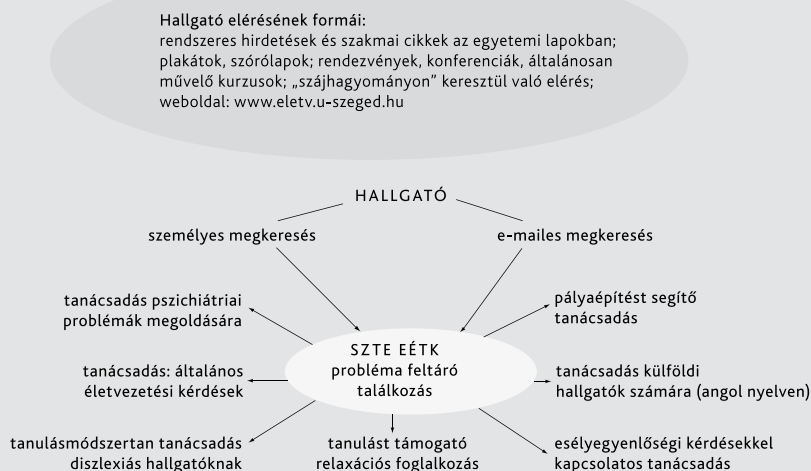 Hallgató elérésének formái:
rendszeres hirdetések és szakmai cikkek az egyetemi lapokban;
plakátok, szórólapok; rendezvények, konferenciák, általánosan
művelő kurzusok; „szájhagyományon” keresztül való elérés;
weboldal: www.eletv.u-szeged.hu
HALLGATÓ
személyes megkeresés
e-mailes megkeresés
tanácsadás pszichiátriai
problémák megoldására
pályaépítést segítő
tanácsadás
SZTE EÉTK
probléma feltáró
találkozás
tanácsadás: általános
életvezetési kérdések
tanácsadás külföldi
hallgatók számára (angol nyelven)
tanulásmódszertan tanácsadás
diszlexiás hallgatóknak
tanulást támogató
relaxációs foglalkozás
esélyegyenlőségi kérdésekkel
kapcsolatos tanácsadás